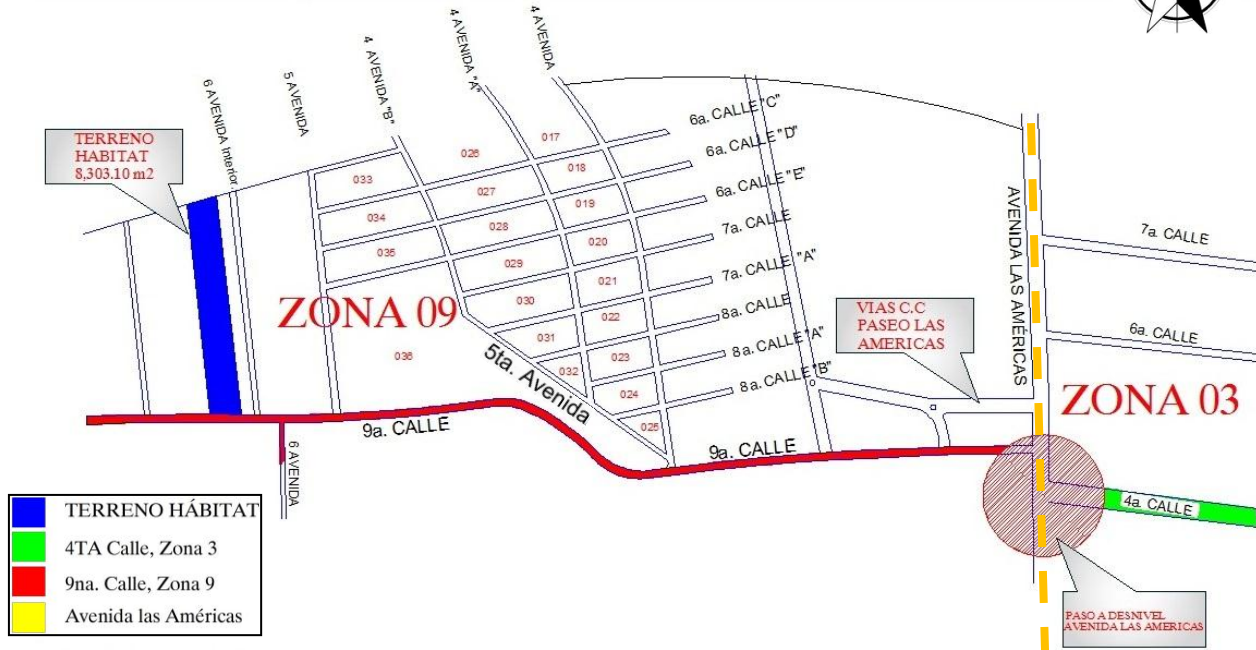 4 AVENIDA
4 AVENIDA "A"
4 AVENIDA "B"
5 AVENIDA
6 AVENIDA Interior
TERRENO
HABITAT
8,303.10 m2
6a. CALLE "C"
6a. CALLE "D"
6a. CALLE "E"
7a. CALLE
7a. CALLE "A"
8a. CALLE
8a. CALLE "A"
8a. CALLE "B"
017
026
018
033
027
019
034
028
020
035
029
021
030
022
031
023
036
032
024
025
ZONA 09
5ta. Avenida
9a. CALLE
9a. CALLE
6 AVENIDA
VIAS C.C
PASEO LAS
AMERICAS
AVENIDA LAS AMÉRICAS
7a. CALLE
6a. CALLE
ZONA 03
4a. CALLE
PASO A DESNIVEL
AVENIDA LAS AMERICAS
TERRENO HÁBITAT
4TA Calle, Zona 3
9na. Calle, Zona 9
Avenida las Américas